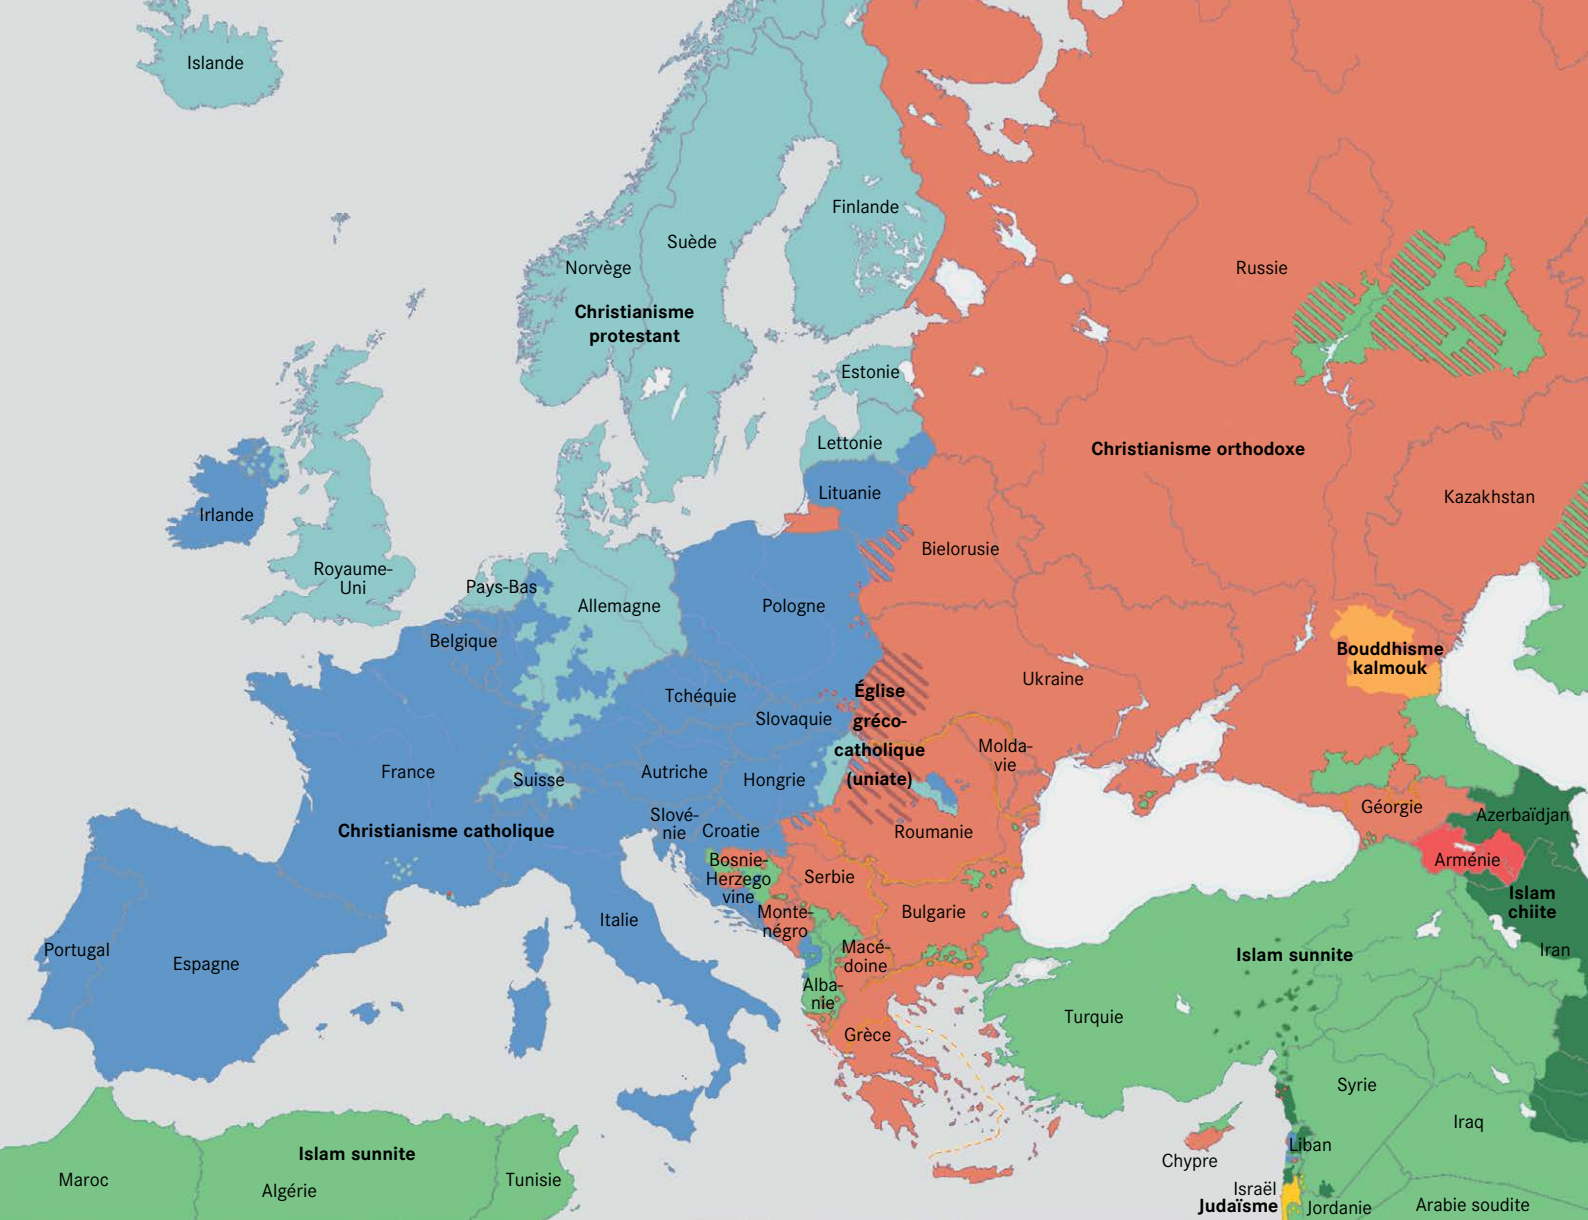 Islande
Finlande
Suède
Norvège
Russie
Christianisme
protestant
Estonie
Lettonie
Christianisme orthodoxe
Lituanie
Kazakhstan
Irlande
Bielorusie
Royaume-
Uni
Pays-Bas
Allemagne
Pologne
Belgique
Bouddhisme
kalmouk
Ukraine
Tchéquie
Église
gréco-
catholique
(uniate)
Slovaquie
Molda-
vie
France
Suisse
Autriche
Hongrie
Géorgie
Azerbaïdjan
Slové-
nie
Croatie
Christianisme catholique
Roumanie
Bosnie-
Herzego
vine
Arménie
Serbie
Islam
chiite
Monte-
négro
Bulgarie
Italie
Portugal
Espagne
Macé-
doine
Islam sunnite
Iran
Alba-
nie
Turquie
Grèce
Syrie
Iraq
Liban
Islam sunnite
Chypre
Maroc
Algérie
Tunisie
Israël
Judaïsme
Jordanie
Arabie soudite